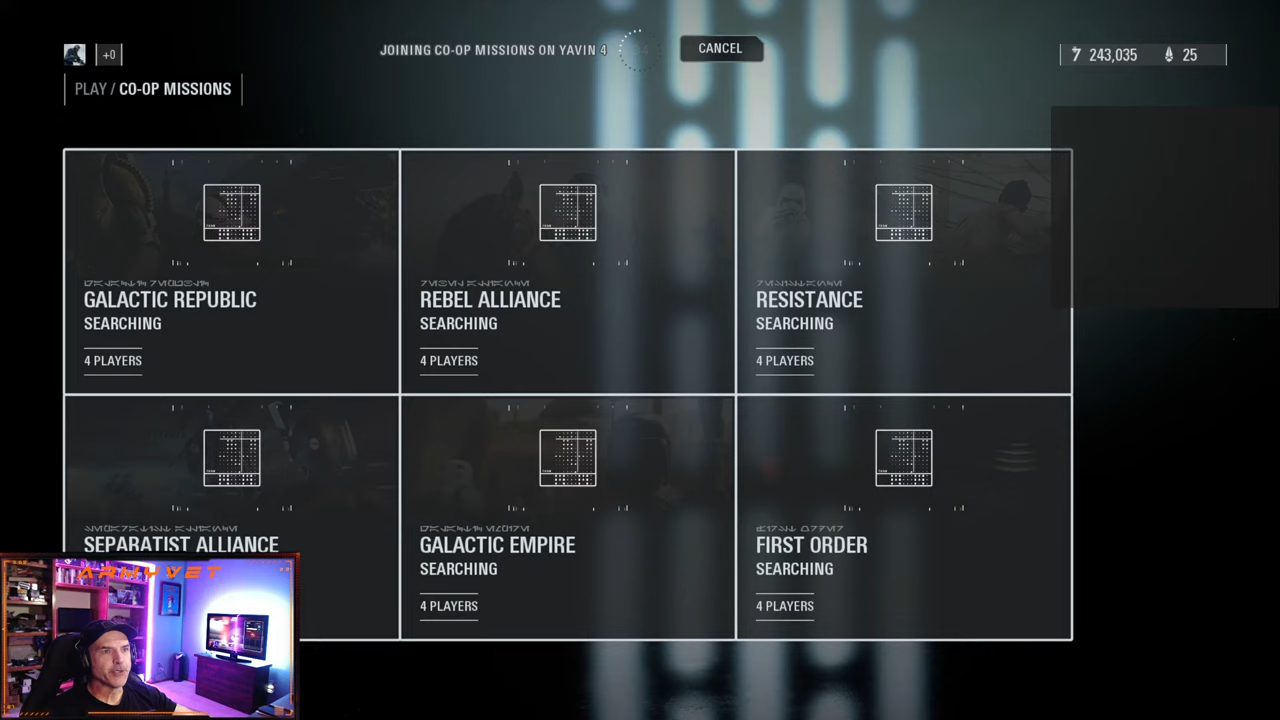 +0
JOINING CO-OP MISSIONS ON YAVIN 4
CANCEL
243,035
25
PLAY / CO-OP MISSIONS
GALACTIC REPUBLIC
SEARCHING
4 PLAYERS
REBEL ALLIANCE
SEARCHING
4 PLAYERS
RESISTANCE
SEARCHING
4 PLAYERS
SEPARATIST ALLIANCE
GALACTIC EMPIRE
SEARCHING
4 PLAYERS
FIRST ORDER
SEARCHING
4 PLAYERS
ARMYVET